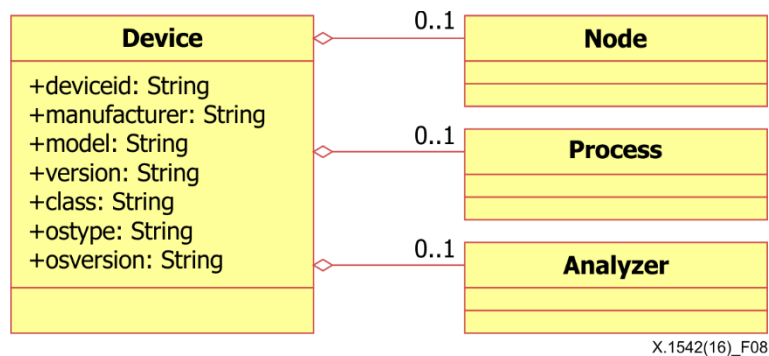 Device
+deviceid: String
+manufacturer: String
+model: String
+version: String
+class: String
+ostype: String
+osversion: String
0..1
Node
0..1
Process
0..1
Analyzer
X.1542(16)_F08